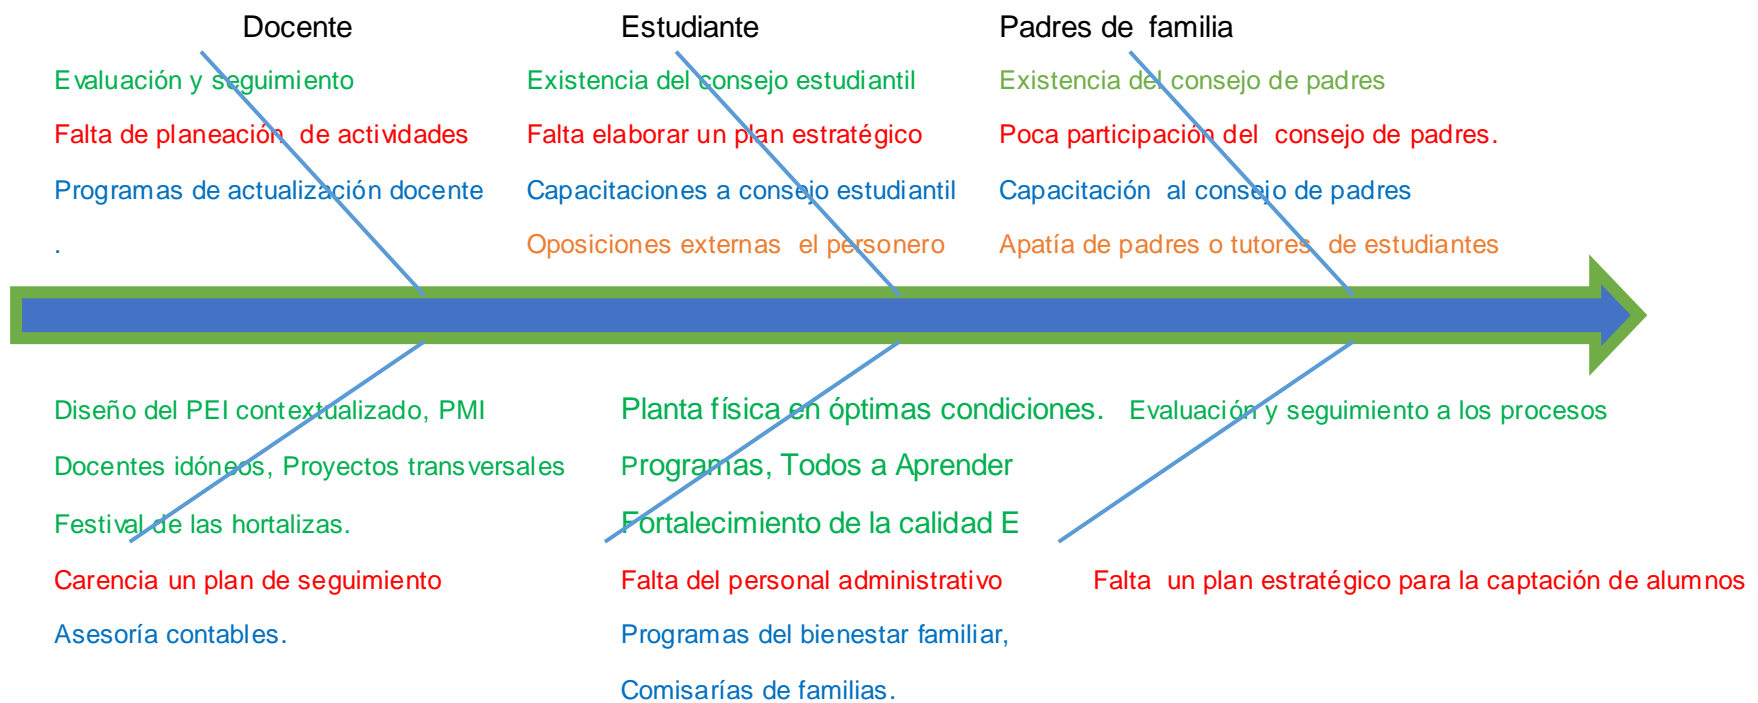 Docente Estudiante Padres de familia
Evaluación y seguimiento Existencia del consejo estudiantil Existencia del consejo de padres
Falta de planeación de actividades Falta elaborar un plan estratégico Poca participación del consejo de padres.
Programas de actualización docente Capacitaciones a consejo estudiantil Capacitación al consejo de padres
. Oposiciones externas el personero Apatía de padres o tutores de estudiantes
Diseño del PEI contextualizado, PMI Planta física en óptimas condiciones. Evaluación y seguimiento a los procesos
Docentes idóneos, Proyectos transversales Programas, Todos a Aprender
Festival de las hortalizas. Fortalecimiento de la calidad E
Carencia un plan de seguimiento Falta del personal administrativo Falta un plan estratégico para la captación de alumnos
Asesoría contables. Programas del bienestar familiar,
Comisarías de familias.